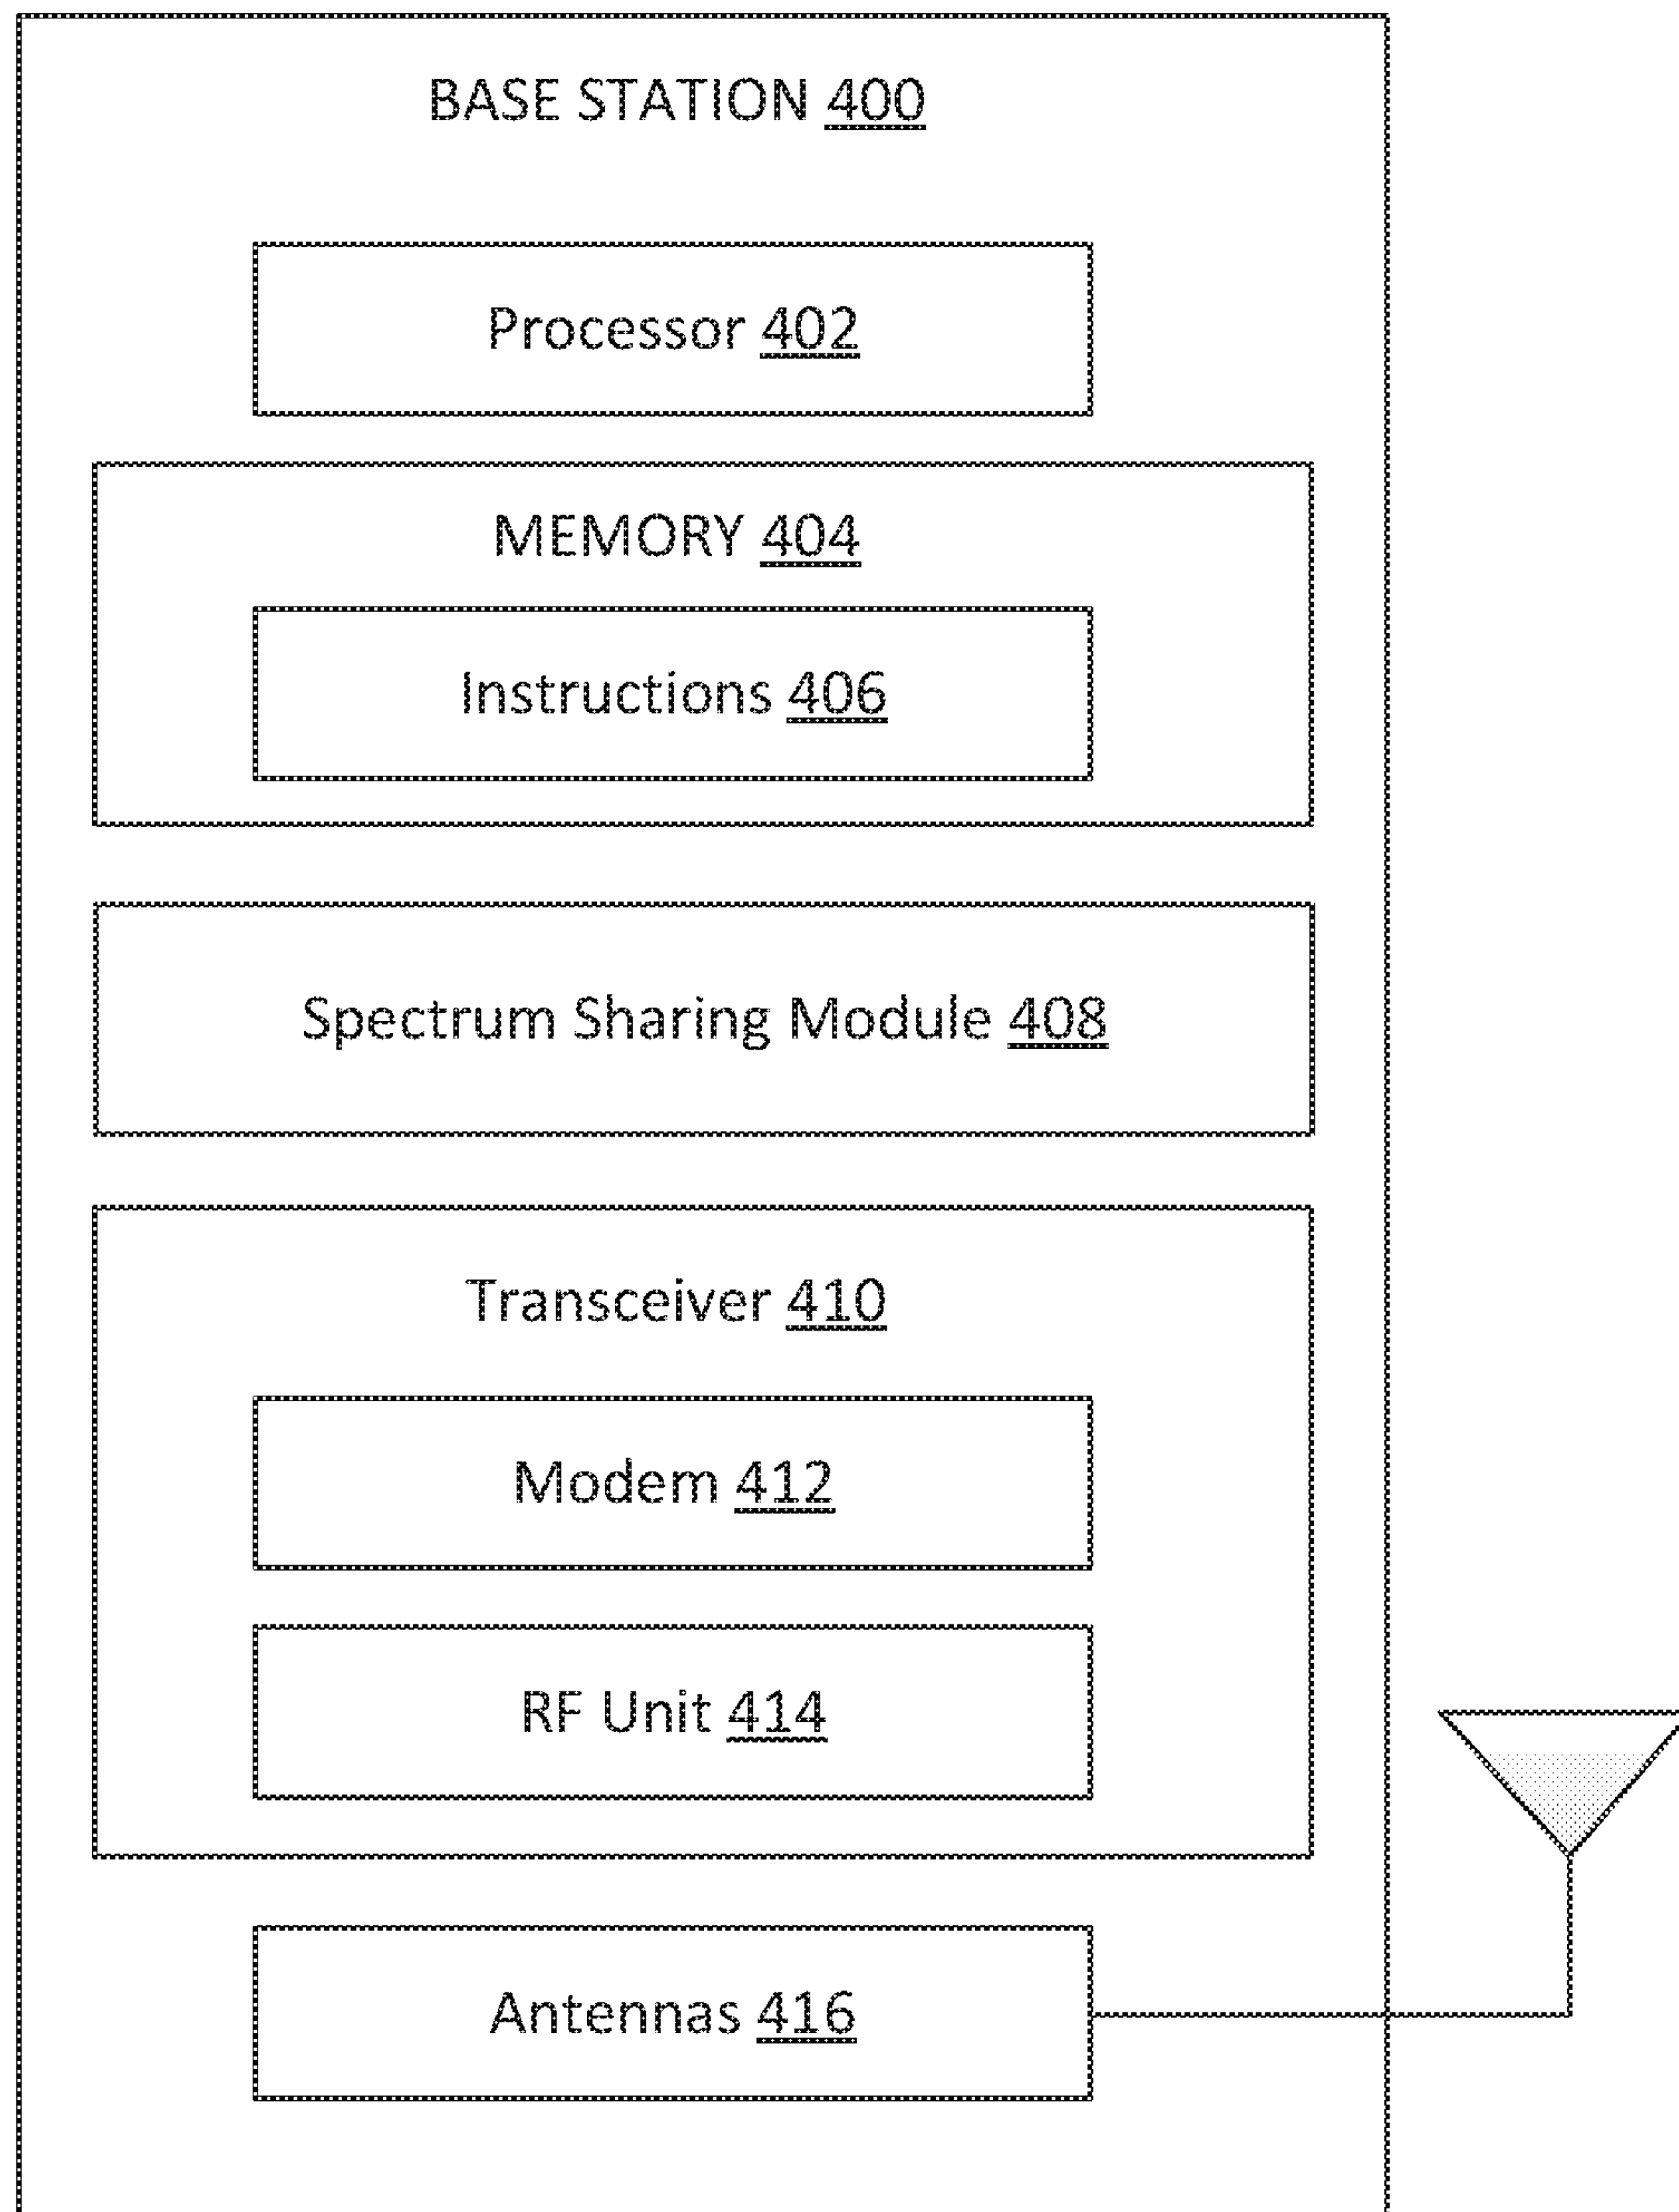 BASE STATION 400
Processor 402
MEMORY 404
Instructions 406
Spectrum Sharing Module 408
Transceiver 410
Modem 412
RF Unit 414
Antennas 416